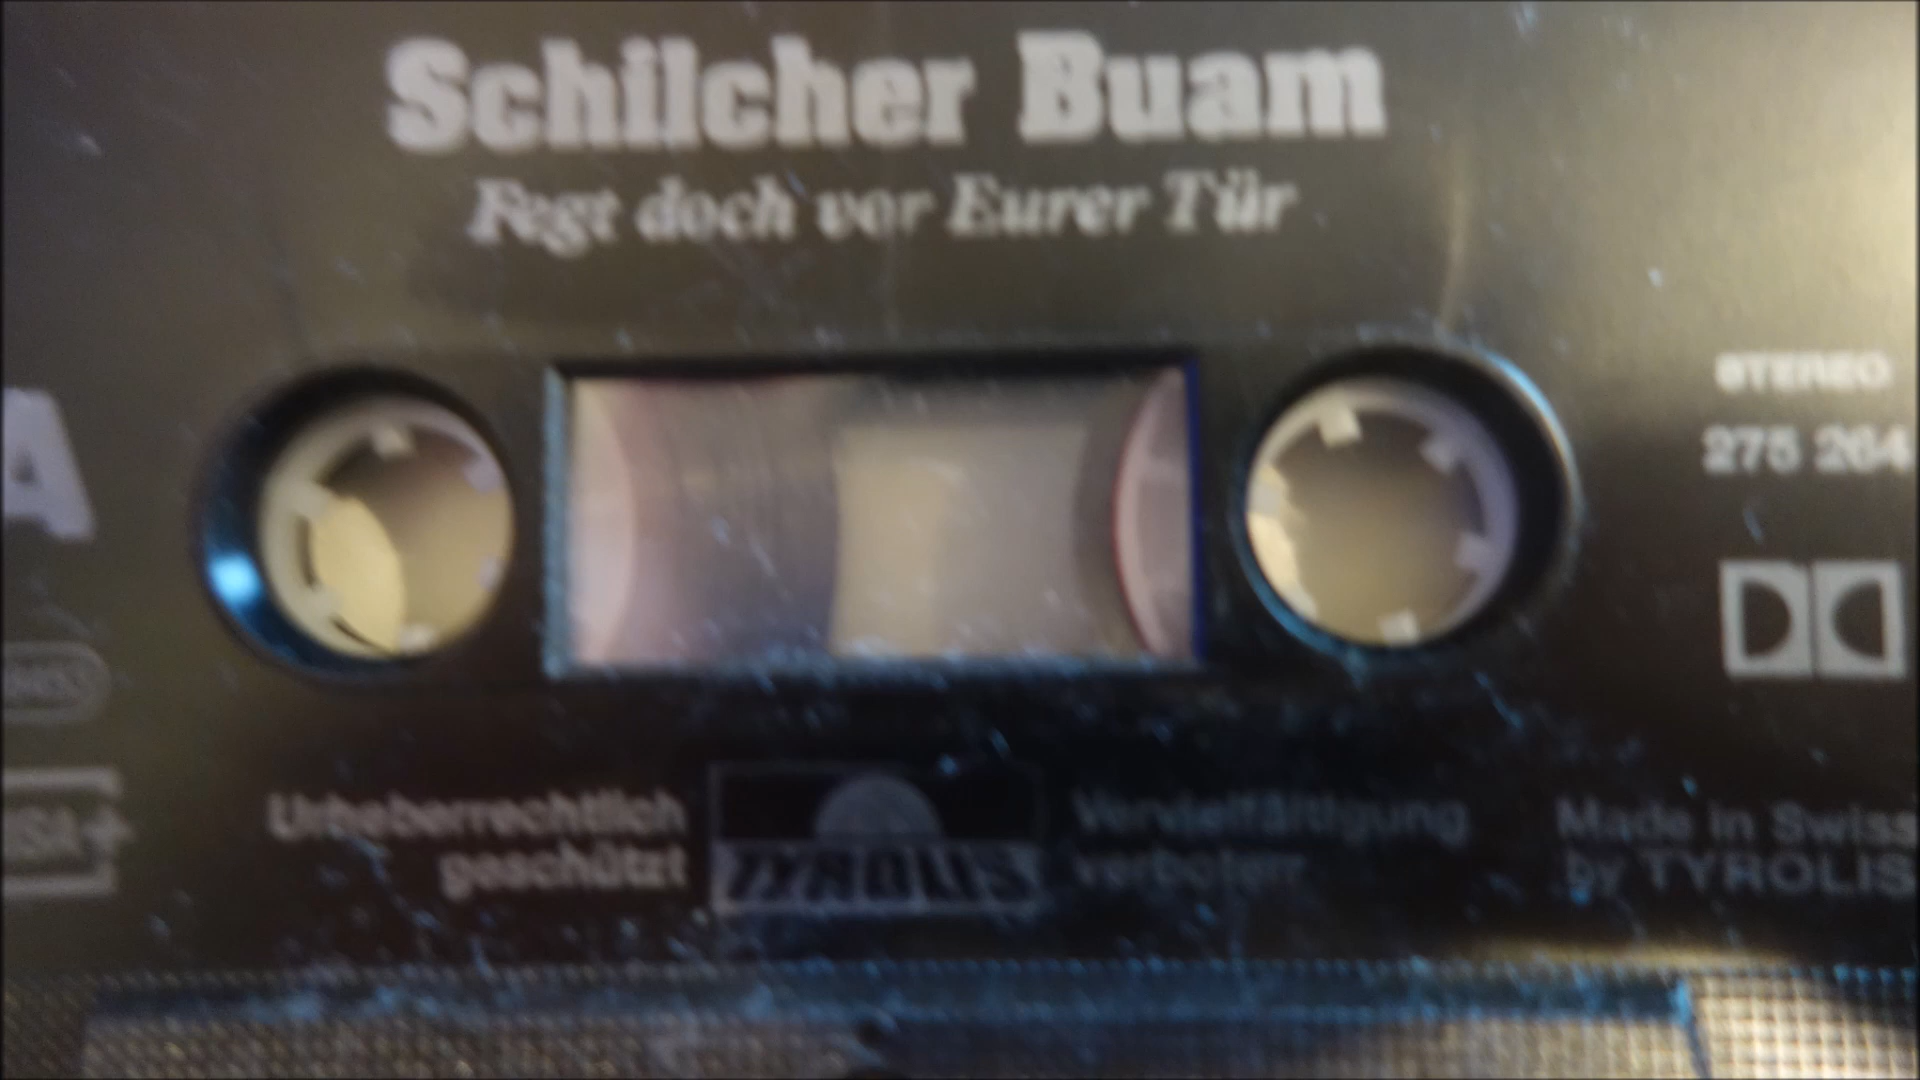 Schilcher Buam
Fegt doch vor Eurer Tür
A
STEREO
275 264
Urheberrechtlich
geschützt
TYROLIS
Vervielfältigung
verboten
Made in Swiss
by TYROLIS